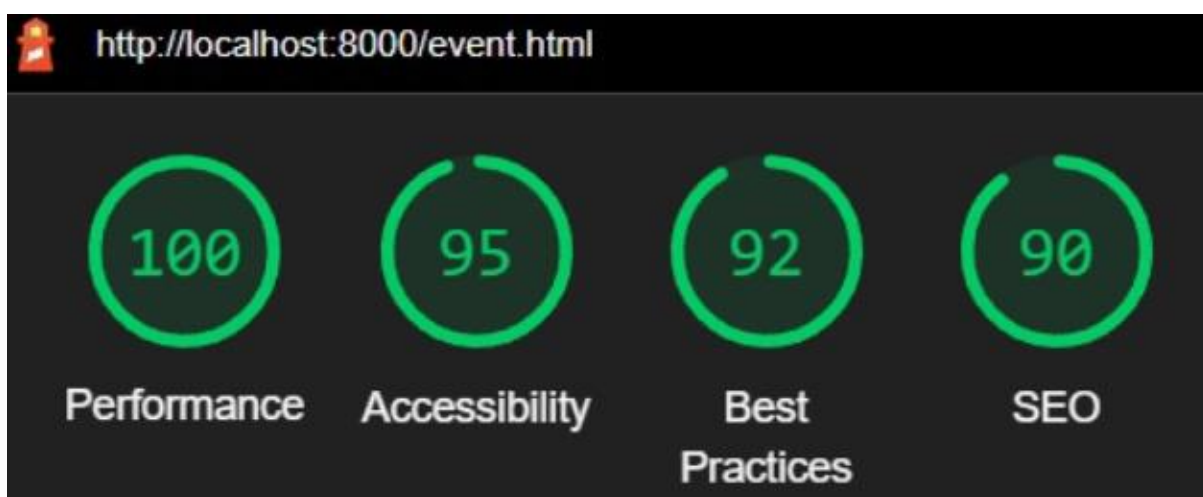 http://localhost:8000/event.html
100
95
92
90
Performance
Accessibility
Best
Practices
SEO